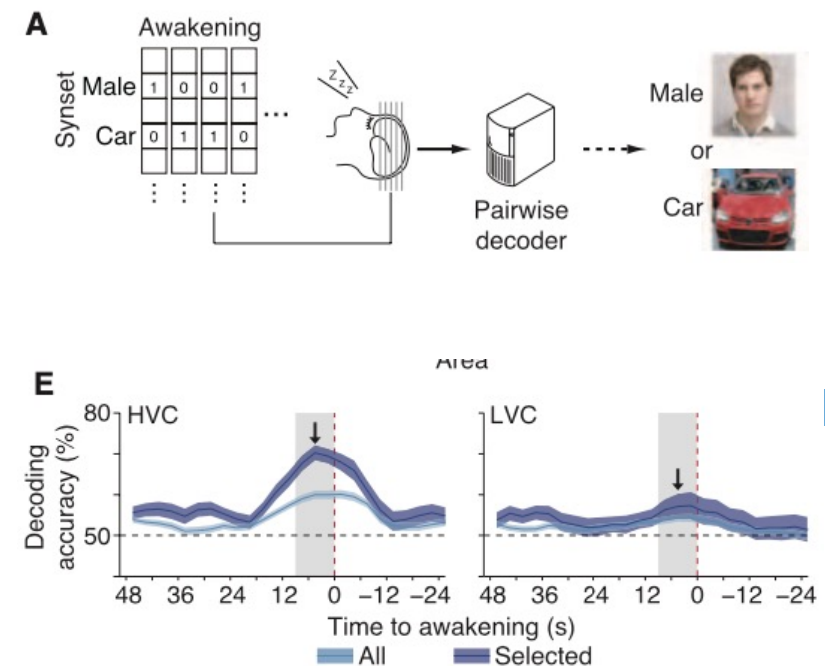 A
Awakening
Synset
Male 1 0 0 1
...
Car 0 1 1 0
zzz
Pairwise
decoder
Male
or
Car
Area
E
HVC
LVC
Decoding
accuracy (%)
80
50
48 36 24 12 0 −12 −24
48 36 24 12 0 −12 −24
Time to awakening (s)
All Selected